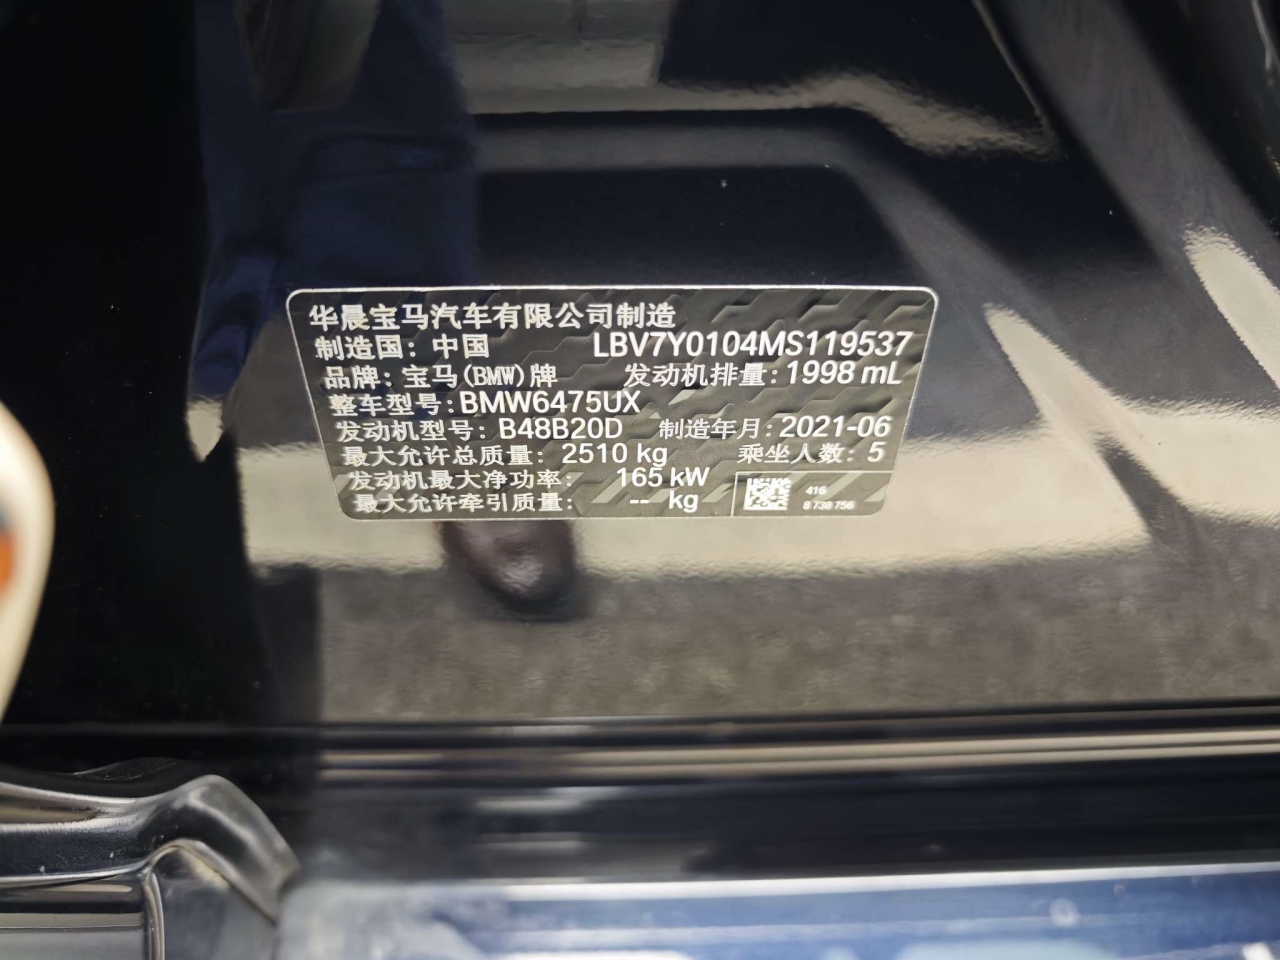 华晨宝马汽车有限公司制造
制造国：中国 LBV7Y0104MS119537
品牌：宝马(BMW)牌 发动机排量：1998 mL
整车型号：BMW6475UX
发动机型号：B48B20D 制造年月：2021-06
最大允许总质量：2510 kg 乘坐人数：5
发动机最大净功率：165 kW
最大允许牵引质量：-- kg
416
8 738 756